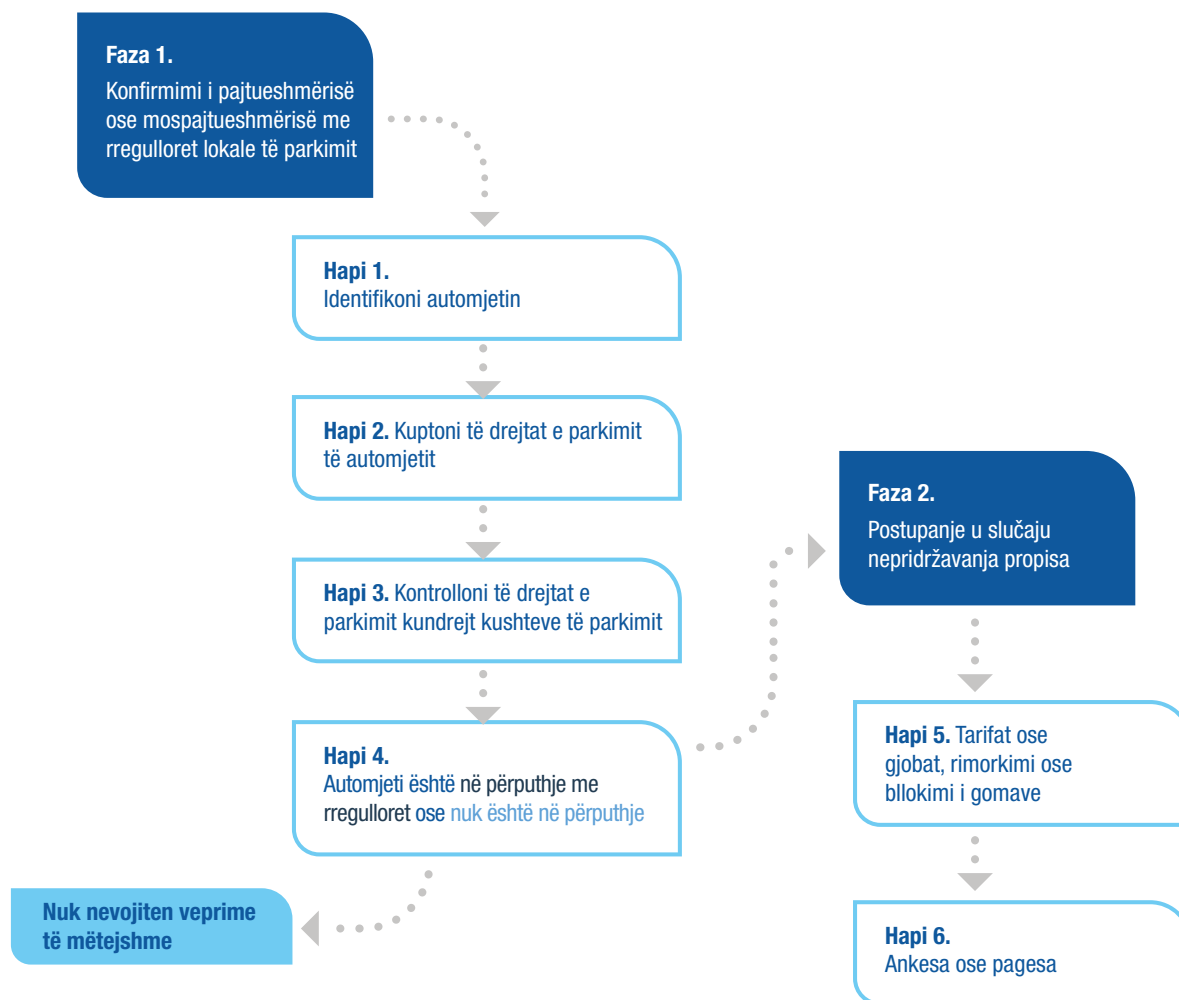 Faza 1.
Konfirmimi i pajtueshmërisë
ose mospajtueshmërisë me
rregulloret lokale të parkimit
Hapi 1.
Identifikoni automjetin
Hapi 2. Kuptoni të drejtat e parkimit
të automjetit
Hapi 3. Kontrolloni të drejtat e
parkimit kundrejt kushteve të parkimit
Hapi 4.
Automjeti është në përputhje me
rregulloret ose nuk është në përputhje
Nuk nevojiten veprime
të mëtejshme
Faza 2.
Postupanje u slučaju
nepridržavanja propisa
Hapi 5. Tarifat ose
gjobat, rimorkimi ose
bllokimi i gomave
Hapi 6.
Ankesa ose pagesa